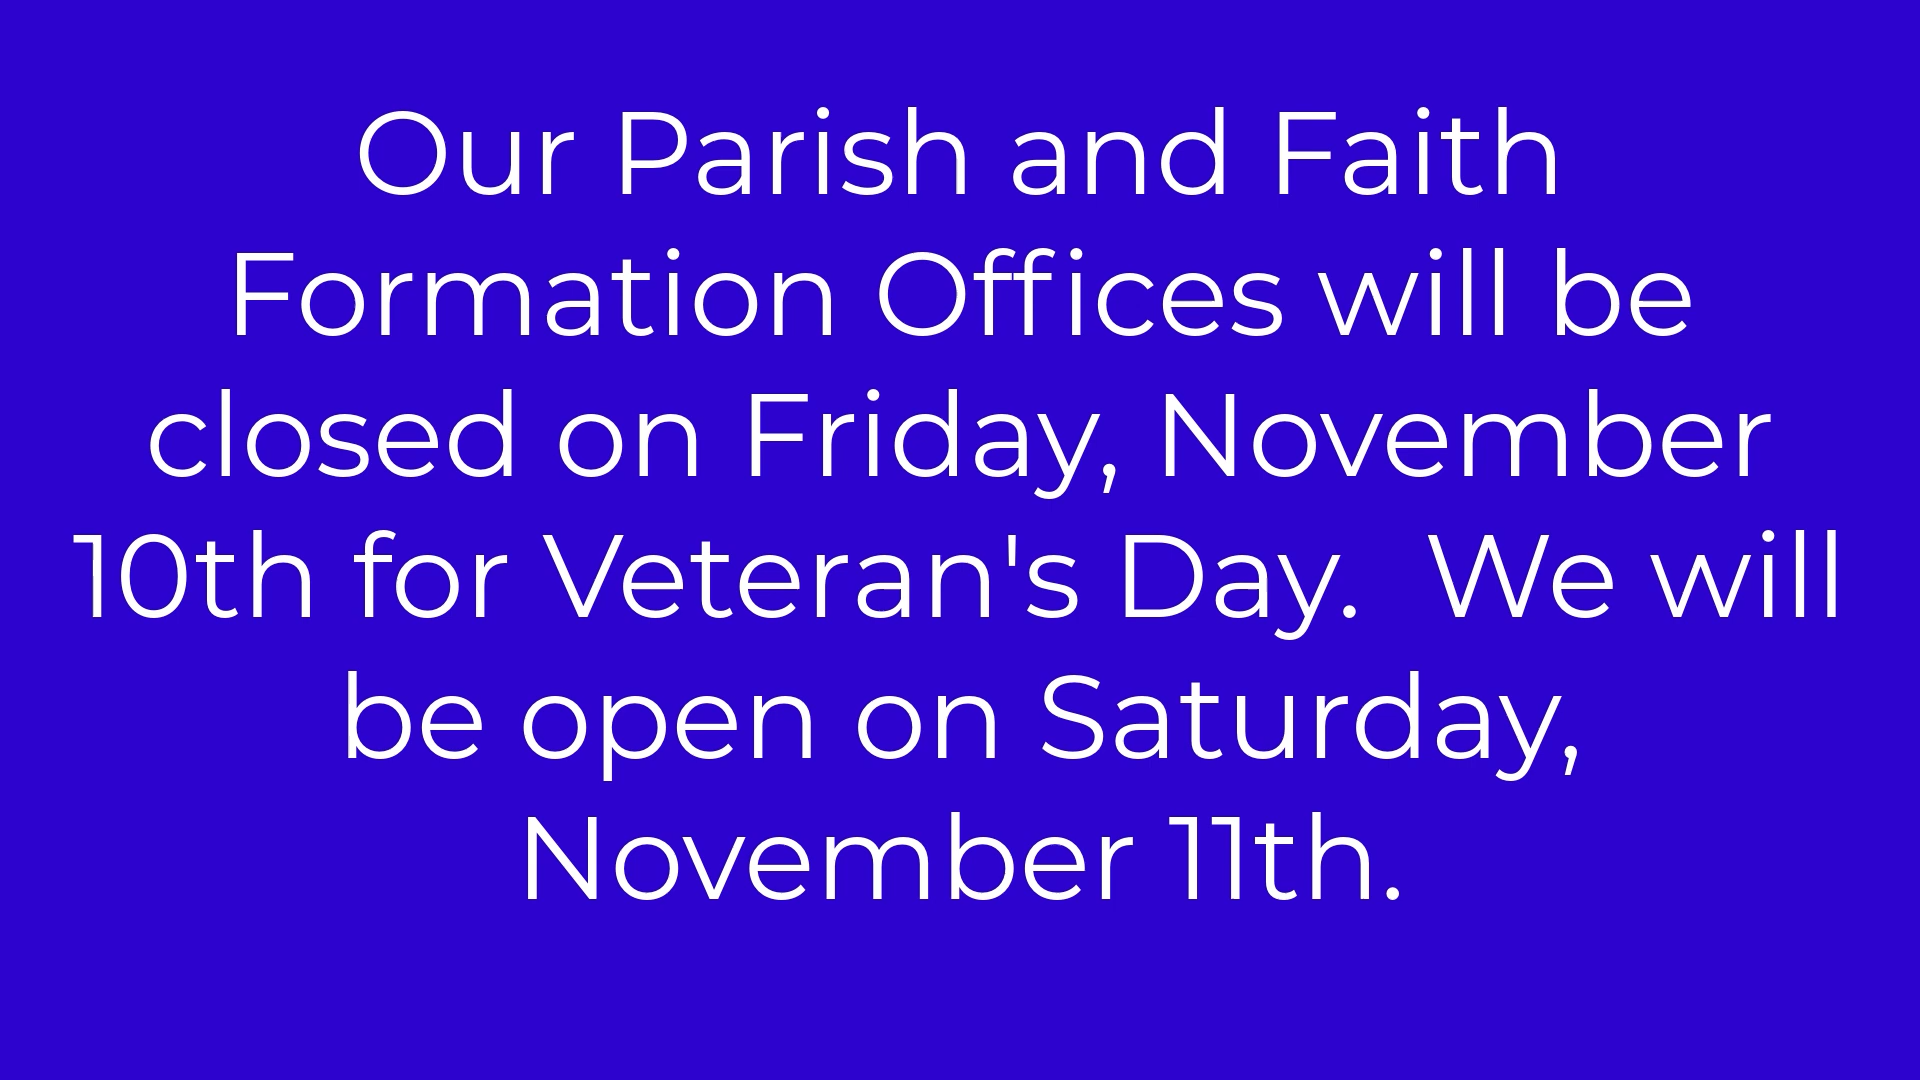 Our Parish and Faith
Formation Offices will be
closed on Friday, November
10th for Veteran's Day.  We will
be open on Saturday,
November 11th.